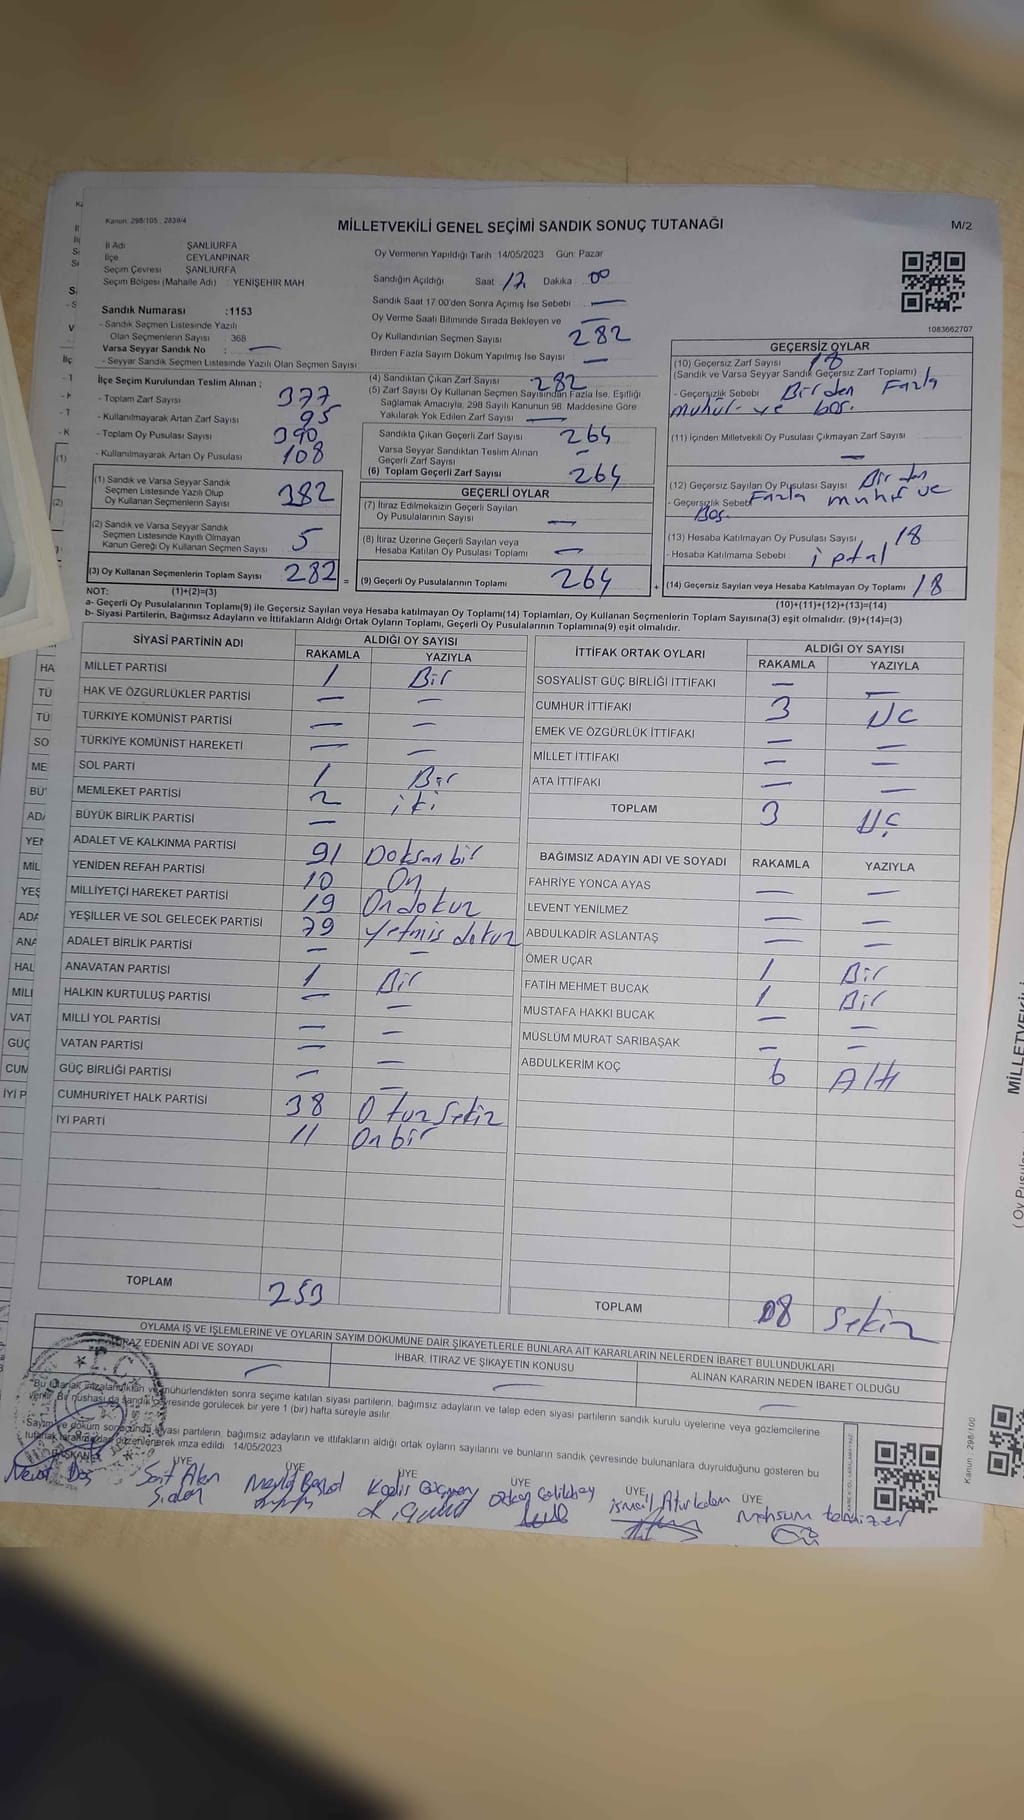 Kanun: 298/105 , 2839/4
MİLLETVEKİLİ GENEL SEÇİMİ SANDIK SONUÇ TUTANAĞI
M/2
İl Adı ŞANLIURFA
İlçe CEYLANPINAR
Seçim Çevresi ŞANLIURFA
Seçim Bölgesi (Mahalle Adı) : YENİŞEHİR MAH
Sandık Numarası :1153
- Sandık Seçmen Listesinde Yazılı
Olan Seçmenlerin Sayısı : 368
Varsa Seyyar Sandık No : —
- Seyyar Sandık Seçmen Listesinde Yazılı Olan Seçmen Sayısı
Oy Vermenin Yapıldığı Tarih 14/05/2023 Gün: Pazar
Sandığın Açıldığı Saat 17 Dakika : 00
Sandık Saat 17:00'den Sonra Açımış İse Sebebi —
Oy Verme Saati Bitiminde Sırada Bekleyen ve —
Oy Kullandırılan Seçmen Sayısı 282
Birden Fazla Sayım Döküm Yapılmış İse Sayısı —
1083662707
İlçe Seçim Kurulundan Teslim Alınan ;
- Toplam Zarf Sayısı 377
- Kullanılmayarak Artan Zarf Sayısı 95
- Toplam Oy Pusulası Sayısı 390
- Kullanılmayarak Artan Oy Pusulası 108
(1) Sandık ve Varsa Seyyar Sandık
Seçmen Listesinde Yazılı Olup
Oy Kullanan Seçmenlerin Sayısı 382
(2) Sandık ve Varsa Seyyar Sandık
Seçmen Listesinde Kayıtlı Olmayan
Kanun Gereği Oy Kullanan Seçmen Sayısı 5
(3) Oy Kullanan Seçmenlerin Toplam Sayısı 282 =
(4) Sandıktan Çıkan Zarf Sayısı 282
(5) Zarf Sayısı Oy Kullanan Seçmen Sayısından Fazla İse, Eşitliği
Sağlamak Amacıyla, 298 Sayılı Kanunun 98. Maddesine Göre
Yakılarak Yok Edilen Zarf Sayısı —
Sandıkta Çıkan Geçerli Zarf Sayısı 264
Varsa Seyyar Sandıktan Teslim Alınan
Geçerli Zarf Sayısı
(6) Toplam Geçerli Zarf Sayısı 264
GEÇERLİ OYLAR
(7) İtiraz Edilmeksizin Geçerli Sayılan
Oy Pusulalarının Sayısı —
(8) İtiraz Üzerine Geçerli Sayılan veya
Hesaba Katılan Oy Pusulası Toplamı —
(9) Geçerli Oy Pusulalarının Toplamı 264 +
GEÇERSİZ OYLAR
(10) Geçersiz Zarf Sayısı 18
(Sandık ve Varsa Seyyar Sandık Geçersiz Zarf Toplamı)
- Geçersizlik Sebebi Birden Fazla
mühür ve boş.
(11) İçinden Milletvekili Oy Pusulası Çıkmayan Zarf Sayısı
—
(12) Geçersiz Sayılan Oy Pusulası Sayısı Birden
- Geçersizlik Sebebi Fazla mühür ve
Boş.
(13) Hesaba Katılmayan Oy Pusulası Sayısı 18
- Hesaba Katılmama Sebebi : iptal
(14) Geçersiz Sayılan veya Hesaba Katılmayan Oy Toplamı 18
NOT: (1)+(2)=(3) (10)+(11)+(12)+(13)=(14)
a- Geçerli Oy Pusulalarının Toplamı(9) ile Geçersiz Sayılan veya Hesaba katılmayan Oy Toplamı(14) Toplamları, Oy Kullanan Seçmenlerin Toplam Sayısına(3) eşit olmalıdır. (9)+(14)=(3)
b- Siyasi Partilerin, Bağımsız Adayların ve İttifakların Aldığı Ortak Oyların Toplamı, Geçerli Oy Pusulalarının Toplamına(9) eşit olmalıdır.
SİYASİ PARTİNİN ADI ALDIĞI OY SAYISI
RAKAMLA YAZIYLA
MİLLET PARTİSİ 1 Bir
HAK VE ÖZGÜRLÜKLER PARTİSİ — —
TÜRKİYE KOMÜNİST PARTİSİ — —
TÜRKİYE KOMÜNİST HAREKETİ — —
SOL PARTİ 1 Bir
MEMLEKET PARTİSİ 2 iki
BÜYÜK BİRLİK PARTİSİ —
ADALET VE KALKINMA PARTİSİ 91 Doksan bir
YENİDEN REFAH PARTİSİ 10 On
MİLLİYETÇİ HAREKET PARTİSİ 19 On dokuz
YEŞİLLER VE SOL GELECEK PARTİSİ 79 Yetmiş dokuz
ADALET BİRLİK PARTİSİ — —
ANAVATAN PARTİSİ 1 Bir
HALKIN KURTULUŞ PARTİSİ — —
MİLLİ YOL PARTİSİ — —
VATAN PARTİSİ — —
GÜÇ BİRLİĞİ PARTİSİ — —
CUMHURİYET HALK PARTİSİ 38 Otuz Sekiz
İYİ PARTİ 11 On bir
TOPLAM 253
İTTİFAK ORTAK OYLARI ALDIĞI OY SAYISI
RAKAMLA YAZIYLA
SOSYALİST GÜÇ BİRLİĞİ İTTİFAKI — —
CUMHUR İTTİFAKI 3 Üç
EMEK VE ÖZGÜRLÜK İTTİFAKI — —
MİLLET İTTİFAKI — —
ATA İTTİFAKI — —
TOPLAM 3 Üç
BAĞIMSIZ ADAYIN ADI VE SOYADI RAKAMLA YAZIYLA
FAHRİYE YONCA AYAS — —
LEVENT YENİLMEZ — —
ABDULKADİR ASLANTAŞ — —
ÖMER UÇAR 1 Bir
FATİH MEHMET BUCAK 1 Bir
MUSTAFA HAKKI BUCAK — —
MÜSLÜM MURAT SARIBAŞAK — —
ABDULKERİM KOÇ 6 Altı
TOPLAM 08 Sekiz
OYLAMA İŞ VE İŞLEMLERİNE VE OYLARIN SAYIM DÖKÜMÜNE DAİR ŞİKAYETLERLE BUNLARA AİT KARARLARIN NELERDEN İBARET BULUNDUKLARI
İTİRAZ EDENİN ADI VE SOYADI İHBAR, İTİRAZ VE ŞİKAYETİN KONUSU ALINAN KARARIN NEDEN İBARET OLDUĞU
— — —
"Bu tutanak imzalandıktan ve mühürlendikten sonra seçime katılan siyasi partilerin, bağımsız adayların ve talep eden siyasi partilerin sandık kurulu üyelerine veya gözlemcilerine
verilir. Bir nüshası da sandık çevresinde görülecek bir yere 1 (bir) hafta süreyle asılır.
Sayım ve döküm sonucunda siyasi partilerin, bağımsız adayların ve ittifakların aldığı ortak oyların sayılarını ve bunların sandık çevresinde bulunanlara duyrulduğunu gösteren bu
tutanak tarafımızdan düzenlenerek imza edildi 14/05/2023
BAŞKAN ÜYE ÜYE ÜYE ÜYE ÜYE ÜYE
T.C.
Kanun : 298/100
MİLLETVEKİLİ